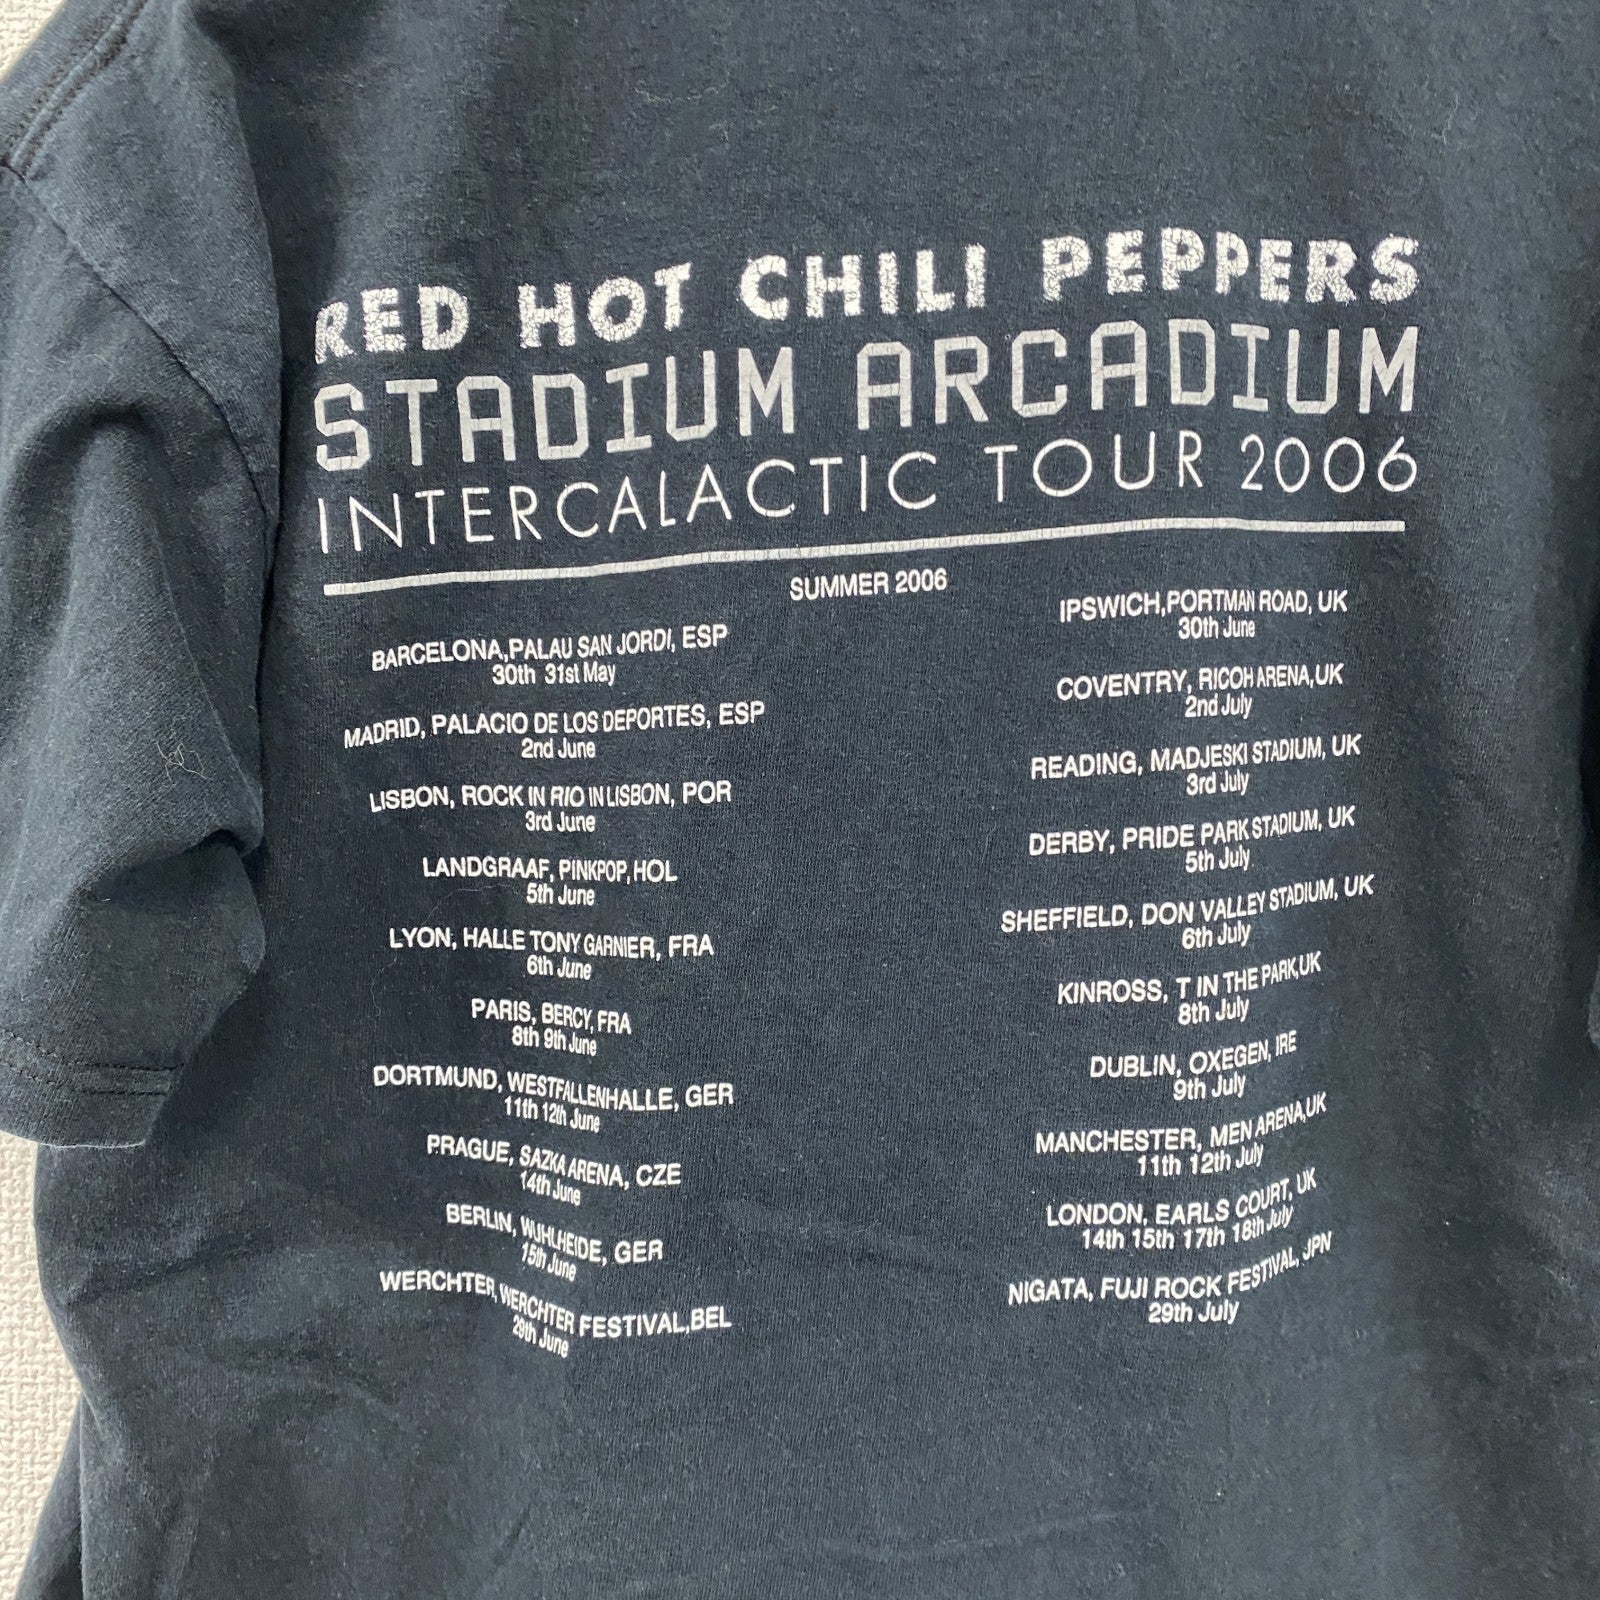 RED HOT CHILI PEPPERS
STADIUM ARCADIUM
INTERGALACTIC TOUR 2006
SUMMER 2006
BARCELONA,PALAU SAN JORDI, ESP
30th 31st May
MADRID, PALACIO DE LOS DEPORTES, ESP
2nd June
LISBON, ROCK IN RIO IN LISBON, POR
3rd June
LANDGRAAF, PINKPOP, HOL
5th June
LYON, HALLE TONY GARNIER, FRA
6th June
PARIS, BERCY, FRA
8th 9th June
DORTMUND, WESTFALLENHALLE, GER
11th 12th June
PRAGUE, SAZKA ARENA, CZE
14th June
BERLIN, WUHLHEIDE, GER
15th June
WERCHTER, WERCHTER FESTIVAL,BEL
29th June
IPSWICH,PORTMAN ROAD, UK
30th June
COVENTRY, RICOH ARENA,UK
2nd July
READING, MADJESKI STADIUM, UK
3rd July
DERBY, PRIDE PARK STADIUM, UK
5th July
SHEFFIELD, DON VALLEY STADIUM, UK
6th July
KINROSS, T IN THE PARK,UK
8th July
DUBLIN, OXEGEN, IRE
9th July
MANCHESTER, MEN ARENA,UK
11th 12th July
LONDON, EARLS COURT, UK
14th 15th 17th 18th July
NIGATA, FUJI ROCK FESTIVAL, JPN
29th July